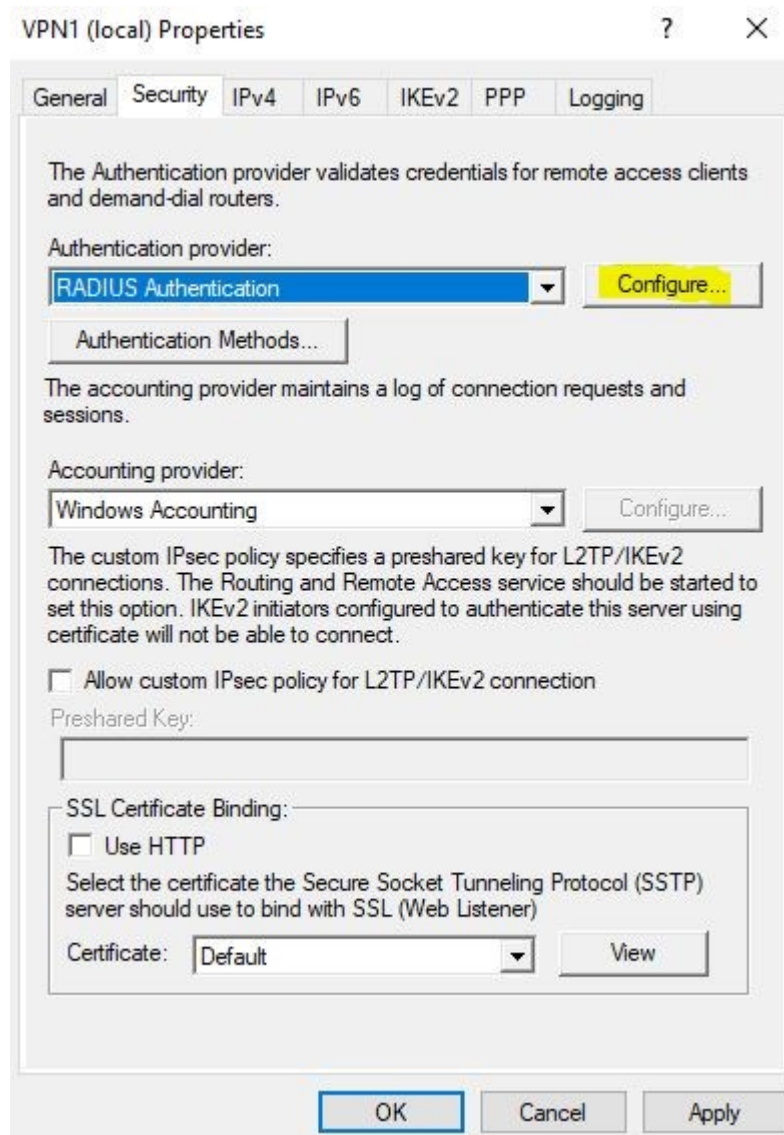 VPN1 (local) Properties ? X
General Security IPv4 IPv6 IKEv2 PPP Logging
The Authentication provider validates credentials for remote access clients
and demand-dial routers.
Authentication provider:
RADIUS Authentication Configure...
Authentication Methods...
The accounting provider maintains a log of connection requests and
sessions.
Accounting provider:
Windows Accounting Configure...
The custom IPsec policy specifies a preshared key for L2TP/IKEv2
connections. The Routing and Remote Access service should be started to
set this option. IKEv2 initiators configured to authenticate this server using
certificate will not be able to connect.
Allow custom IPsec policy for L2TP/IKEv2 connection
Preshared Key:
SSL Certificate Binding:
Use HTTP
Select the certificate the Secure Socket Tunneling Protocol (SSTP)
server should use to bind with SSL (Web Listener)
Certificate: Default View
OK Cancel Apply